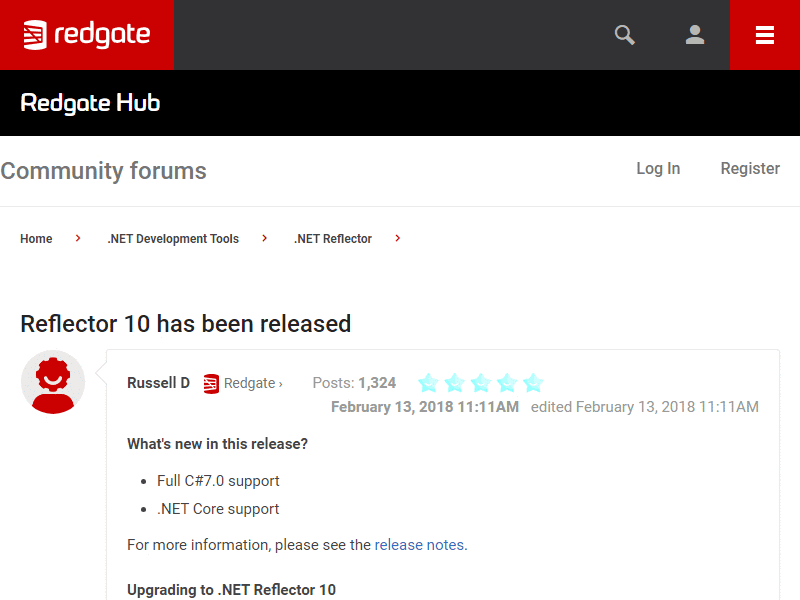 redgate
Redgate Hub
Community forums
Log In Register
Home .NET Development Tools .NET Reflector
Reflector 10 has been released
Russell D Redgate › Posts: 1,324
February 13, 2018 11:11AM edited February 13, 2018 11:11AM
What's new in this release?
Full C#7.0 support
.NET Core support
For more information, please see the release notes.
Upgrading to .NET Reflector 10